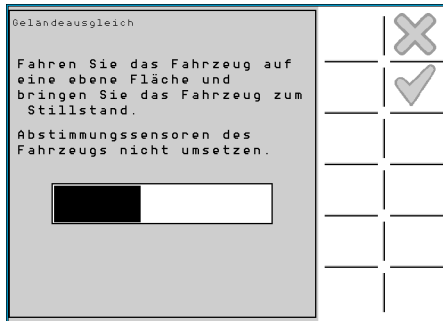 Geländeausgleich
Fahren Sie das Fahrzeug auf
eine ebene Fläche und
bringen Sie das Fahrzeug zum
Stillstand.
Abstimmungssensoren des
Fahrzeugs nicht umsetzen.